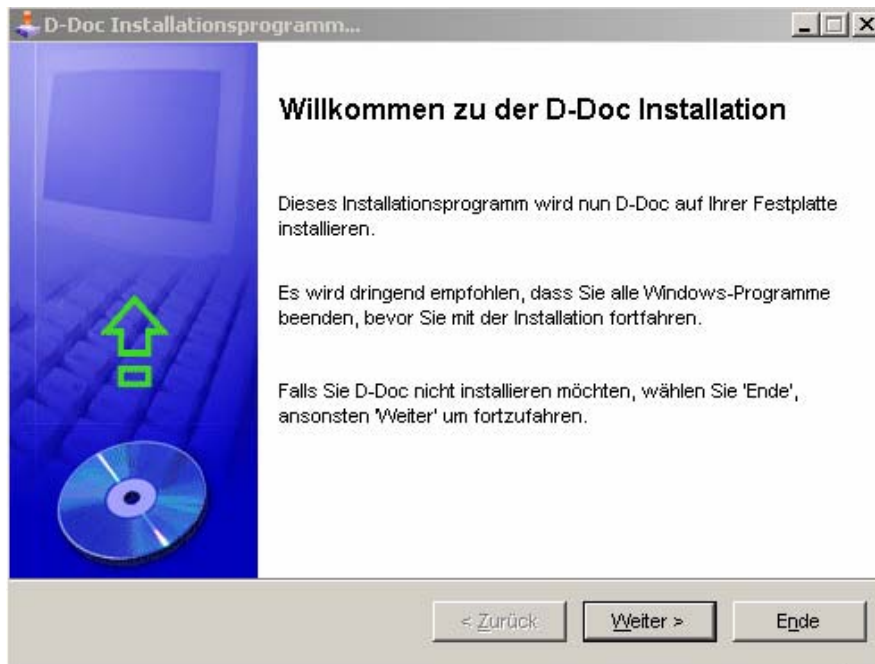 D-Doc Installationsprogramm...
Willkommen zu der D-Doc Installation
Dieses Installationsprogramm wird nun D-Doc auf Ihrer Festplatte
installieren.
Es wird dringend empfohlen, dass Sie alle Windows-Programme
beenden, bevor Sie mit der Installation fortfahren.
Falls Sie D-Doc nicht installieren möchten, wählen Sie 'Ende',
ansonsten 'Weiter' um fortzufahren.
< Zurück Weiter > Ende